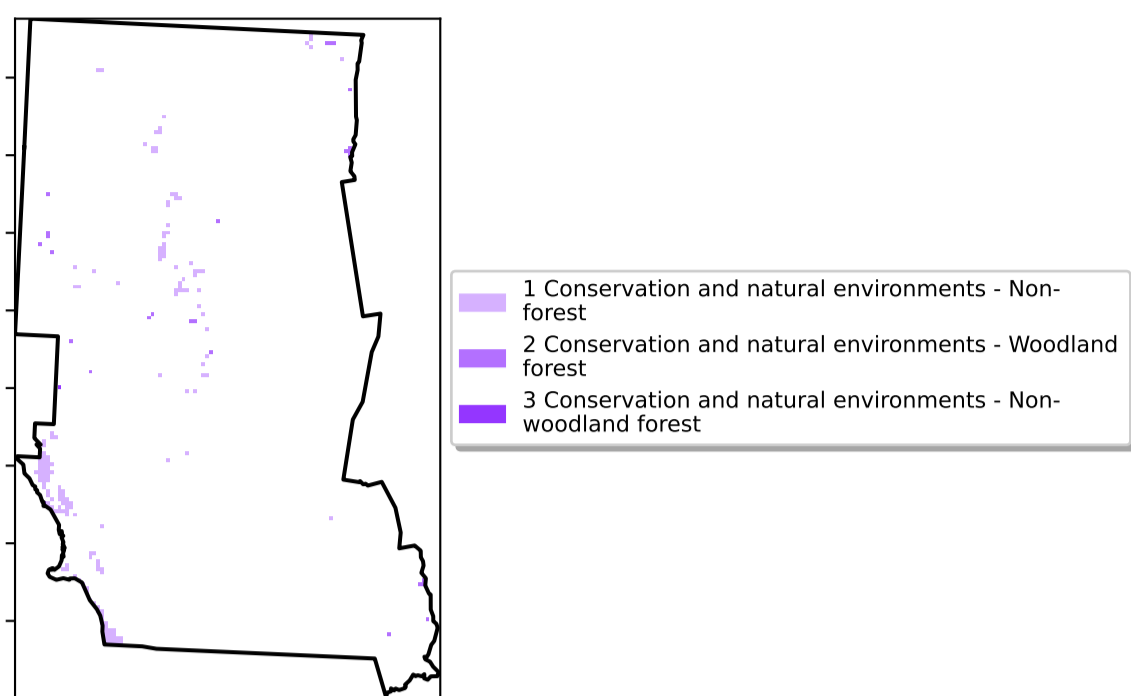 1 Conservation and natural environments - Non-
forest
2 Conservation and natural environments - Woodland
forest
3 Conservation and natural environments - Non-
woodland forest